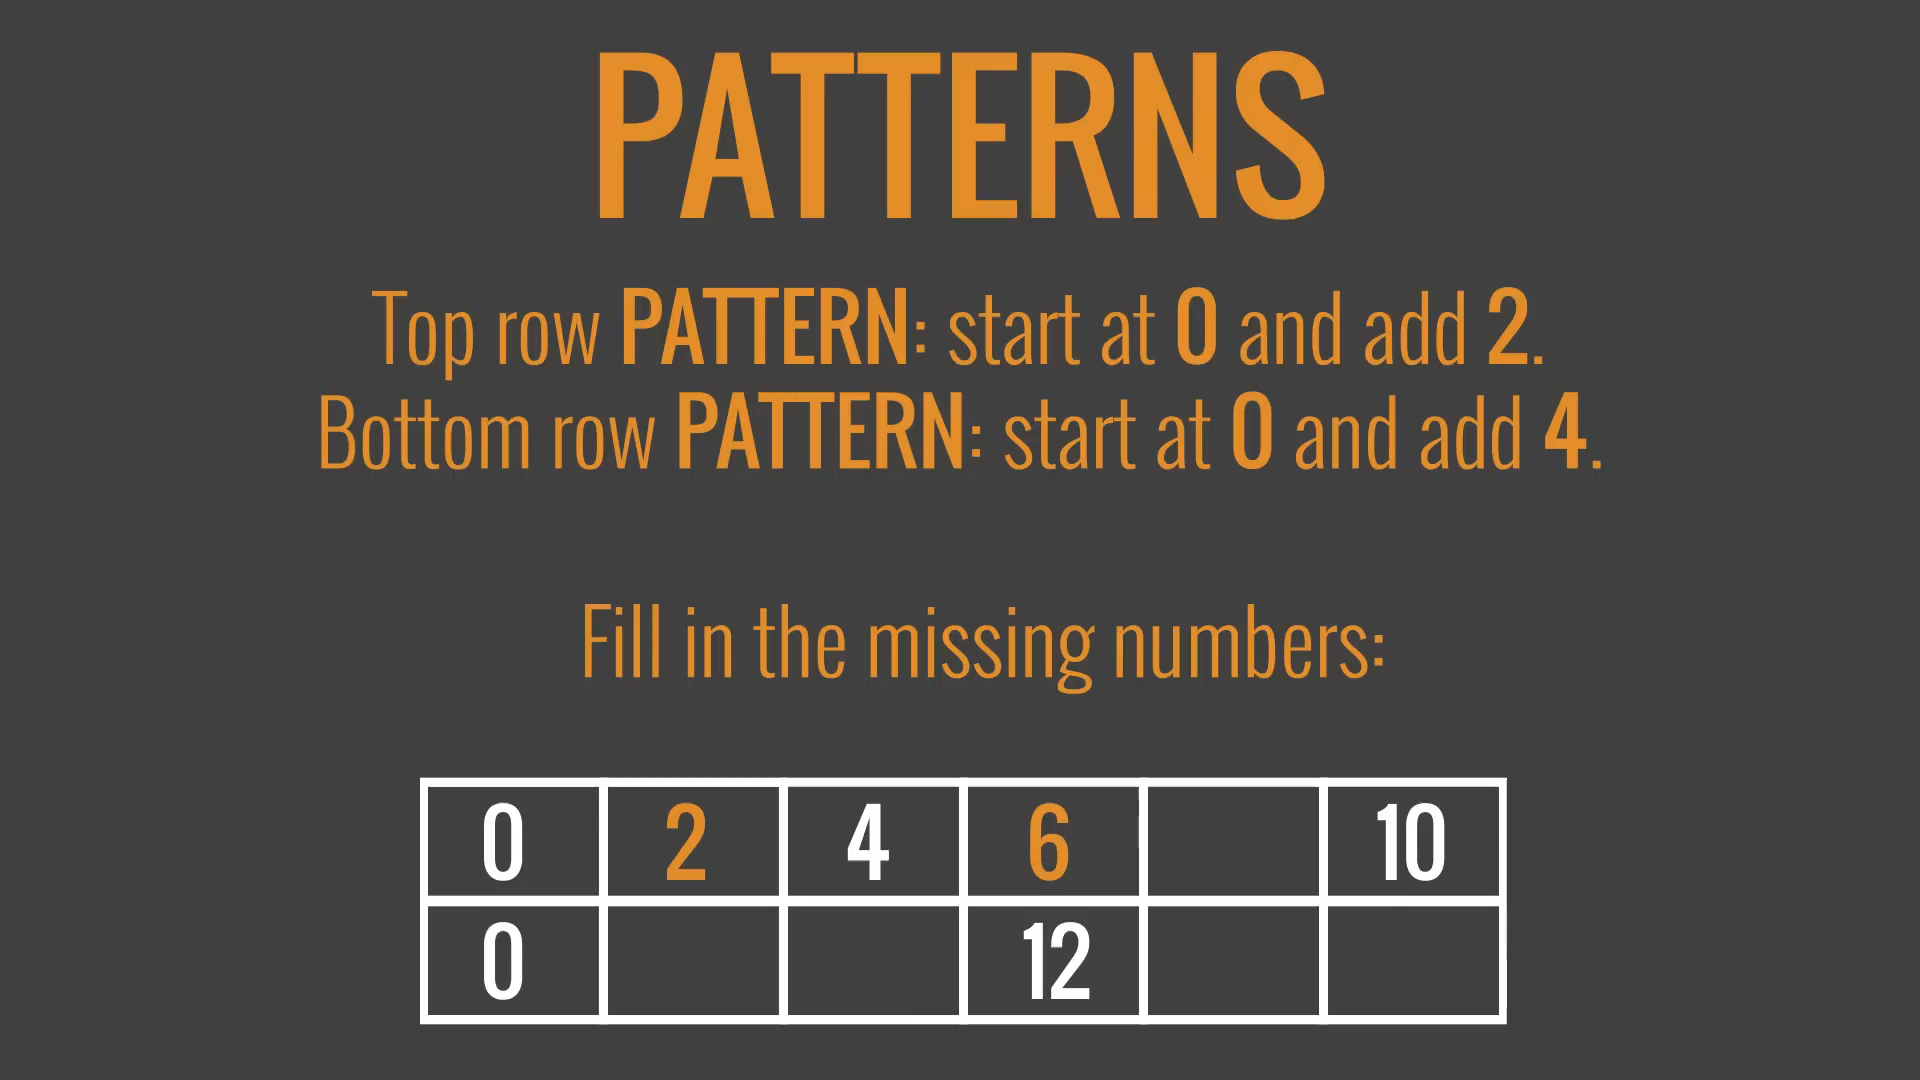 PATTERNS
Top row PATTERN: start at 0 and add 2.
Bottom row PATTERN: start at 0 and add 4.
Fill in the missing numbers:
0 2 4 6 10
0 12